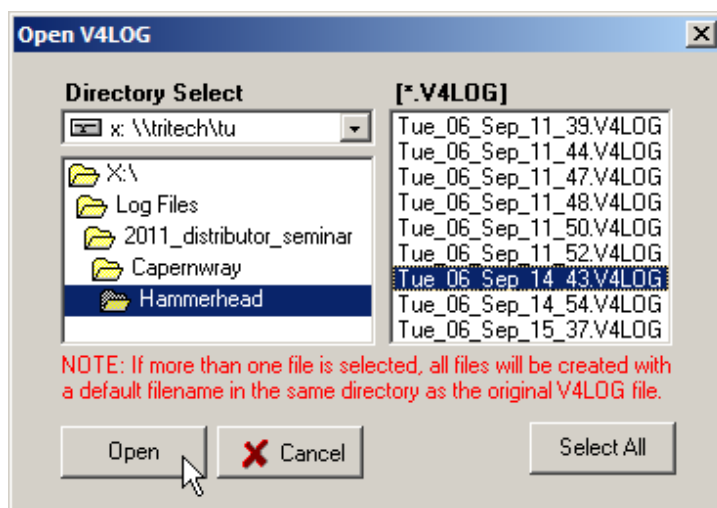 Open V4LOG
Directory Select
x: \\tritech\tu
X:\
Log Files
2011_distributor_seminar
Capernwray
Hammerhead
[*.V4LOG]
Tue_06_Sep_11_39.V4LOG
Tue_06_Sep_11_44.V4LOG
Tue_06_Sep_11_47.V4LOG
Tue_06_Sep_11_48.V4LOG
Tue_06_Sep_11_50.V4LOG
Tue_06_Sep_11_52.V4LOG
Tue_06_Sep_14_43.V4LOG
Tue_06_Sep_14_54.V4LOG
Tue_06_Sep_15_37.V4LOG
NOTE: If more than one file is selected, all files will be created with
a default filename in the same directory as the original V4LOG file.
Open
Cancel
Select All